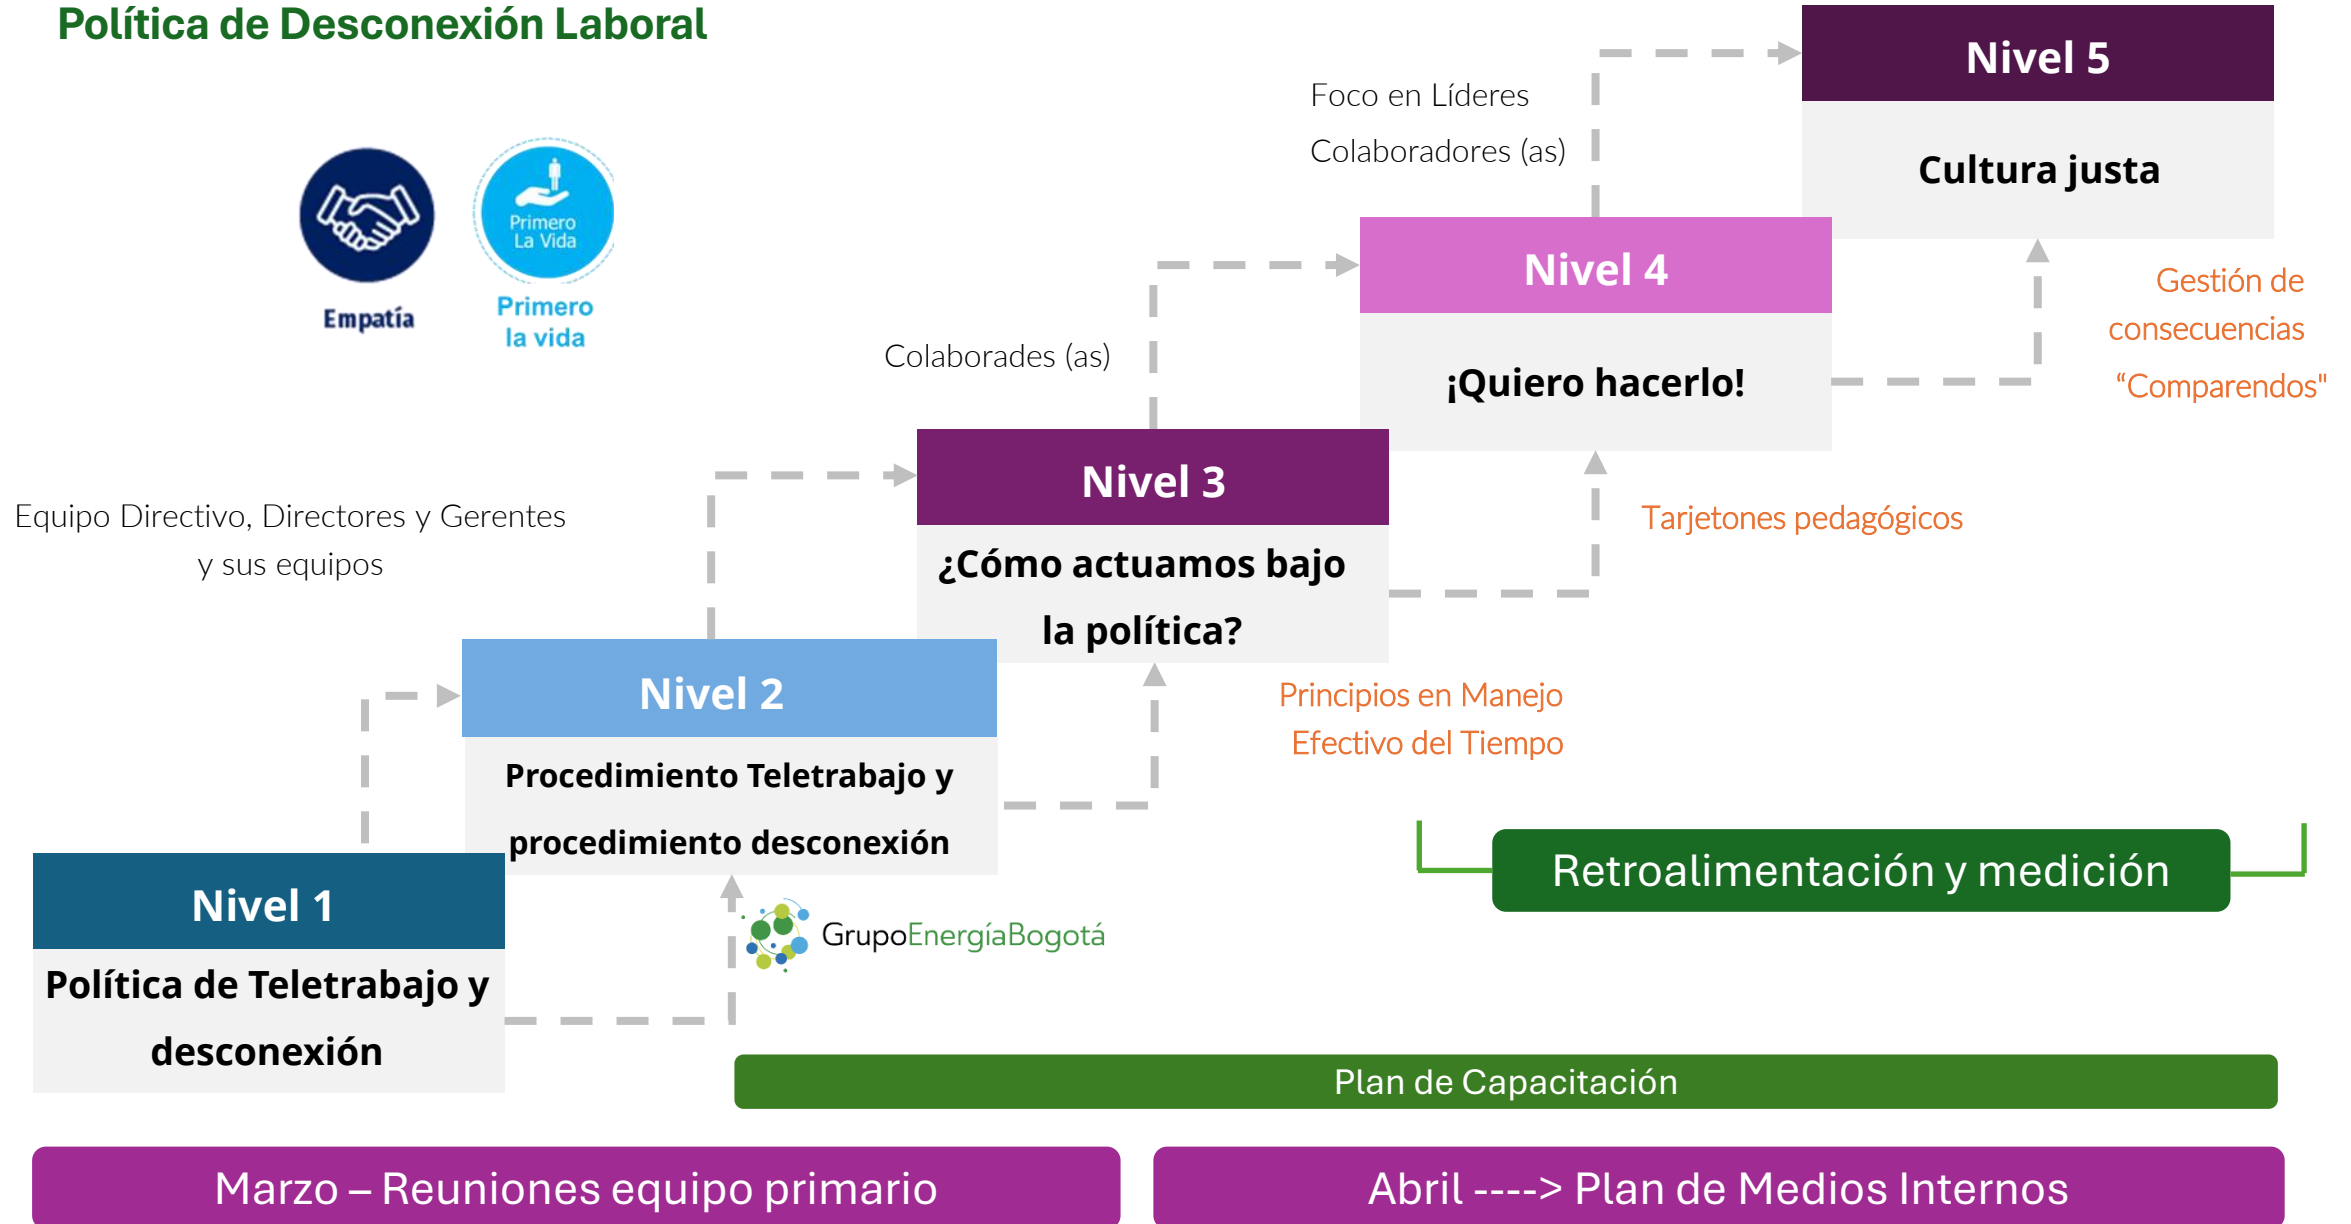 Política de Desconexión Laboral
Primero
La Vida
Empatía
Primero
la vida
Nivel 5
Cultura justa
Foco en Líderes
Colaboradores (as)
Gestión de
consecuencias
“Comparendos"
Nivel 4
¡Quiero hacerlo!
Colaborades (as)
Tarjetones pedagógicos
Nivel 3
¿Cómo actuamos bajo
la política?
Equipo Directivo, Directores y Gerentes
y sus equipos
Principios en Manejo
Efectivo del Tiempo
Nivel 2
Procedimiento Teletrabajo y
procedimiento desconexión
Retroalimentación y medición
Nivel 1
Política de Teletrabajo y
desconexión
GrupoEnergíaBogotá
Plan de Capacitación
Marzo – Reuniones equipo primario
Abril ----> Plan de Medios Internos